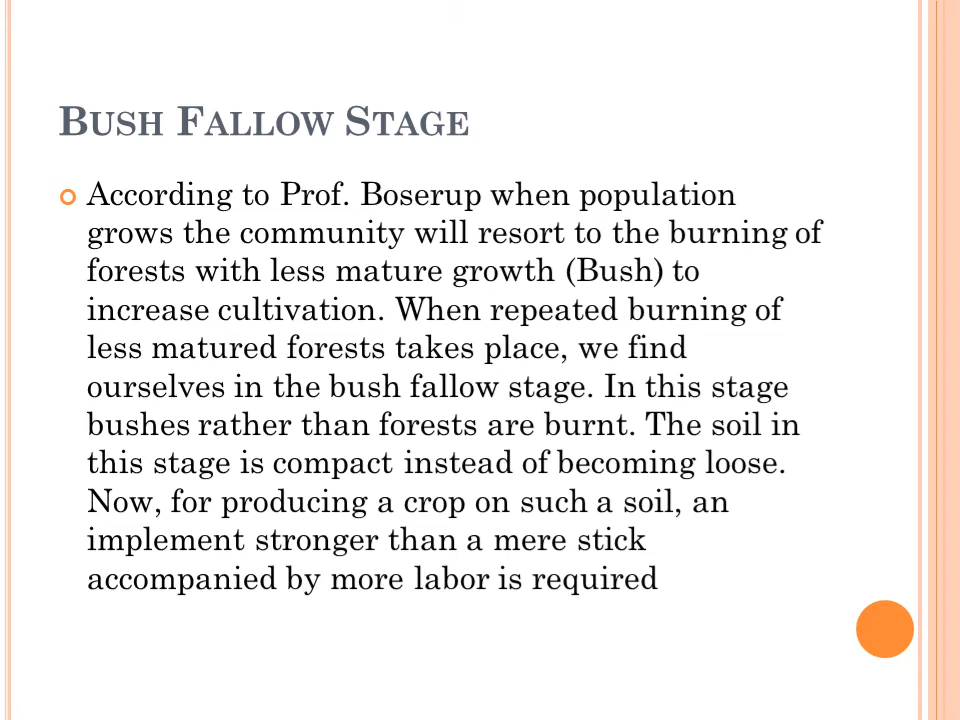 BUSH FALLOW STAGE
According to Prof. Boserup when population
grows the community will resort to the burning of
forests with less mature growth (Bush) to
increase cultivation. When repeated burning of
less matured forests takes place, we find
ourselves in the bush fallow stage. In this stage
bushes rather than forests are burnt. The soil in
this stage is compact instead of becoming loose.
Now, for producing a crop on such a soil, an
implement stronger than a mere stick
accompanied by more labor is required